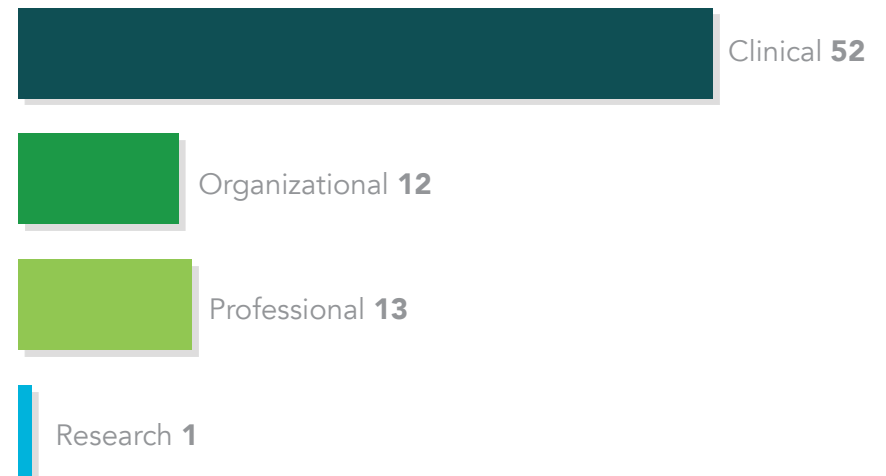 Clinical 52
Organizational 12
Professional 13
Research 1